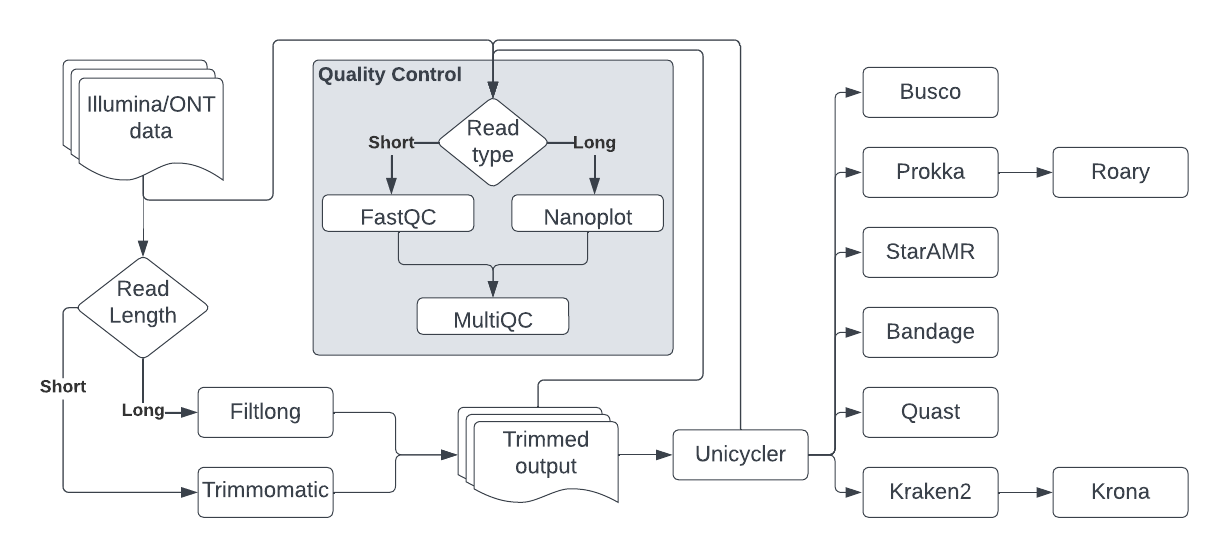 Illumina/ONT
data
Quality Control
Read
type
Short
Long
FastQC
Nanoplot
MultiQC
Read
Length
Short
Long
Filtlong
Trimmomatic
Trimmed
output
Unicycler
Busco
Prokka
Roary
StarAMR
Bandage
Quast
Kraken2
Krona